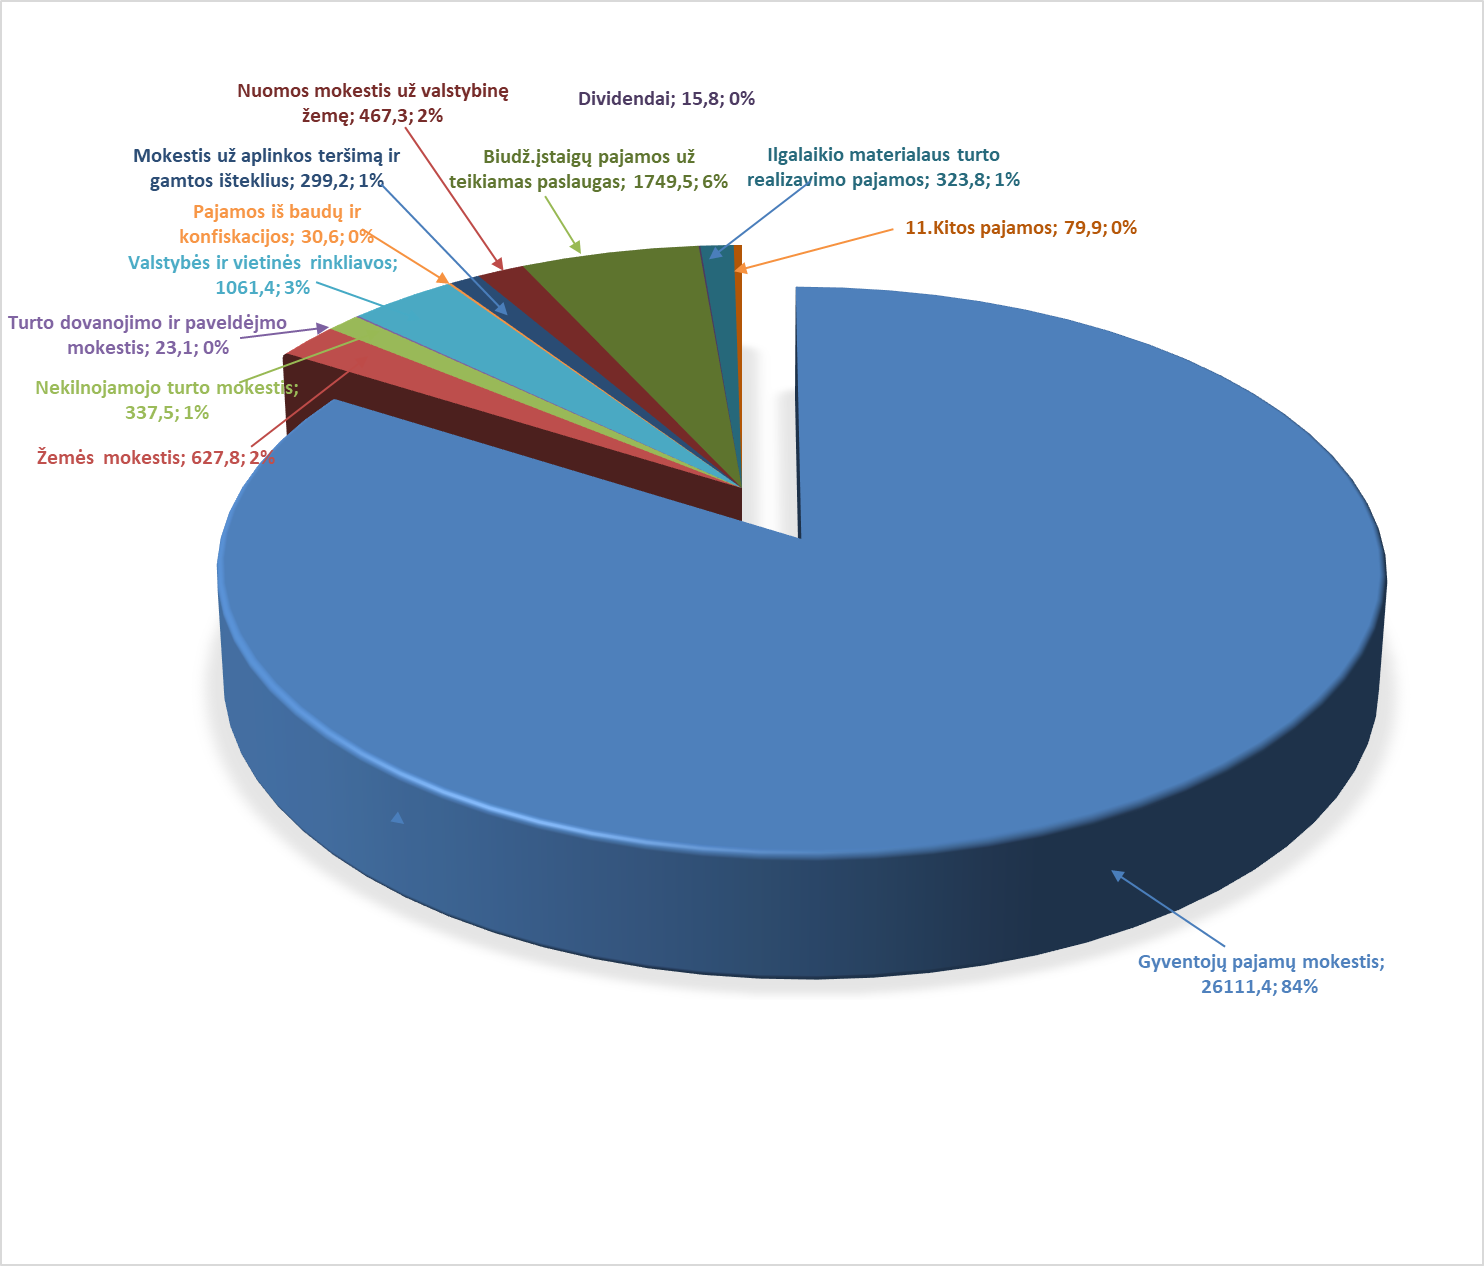 Nuomos mokestis už valstybinę
žemę; 467,3; 2%
Dividendai; 15,8; 0%
Mokestis už aplinkos teršimą ir
gamtos išteklius; 299,2; 1%
Biudž.įstaigų pajamos už
teikiamas paslaugas; 1749,5; 6%
Ilgalaikio materialaus turto
realizavimo pajamos; 323,8; 1%
Pajamos iš baudų ir
konfiskacijos; 30,6; 0%
11.Kitos pajamos; 79,9; 0%
Valstybės ir vietinės rinkliavos;
1061,4; 3%
Turto dovanojimo ir paveldėjmo
mokestis; 23,1; 0%
Nekilnojamojo turto mokestis;
337,5; 1%
Žemės mokestis; 627,8; 2%
Gyventojų pajamų mokestis;
26111,4; 84%